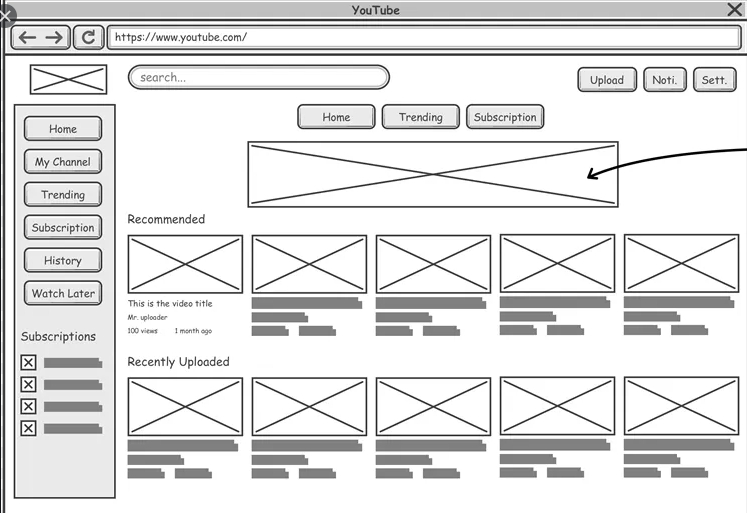 YouTube
https://www.youtube.com/
search...
Upload Noti. Sett.
Home Trending Subscription
Home
My Channel
Trending
Subscription
History
Watch Later
Subscriptions
Recommended
This is the video title
Mr. uploader
100 views 1 month ago
Recently Uploaded